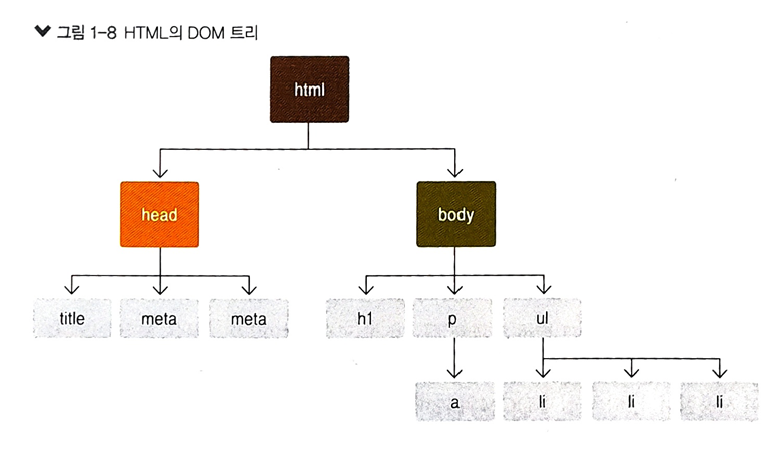 그림 1-8 HTML의 DOM 트리
html
head body
title meta meta h1 p ul
a li li li